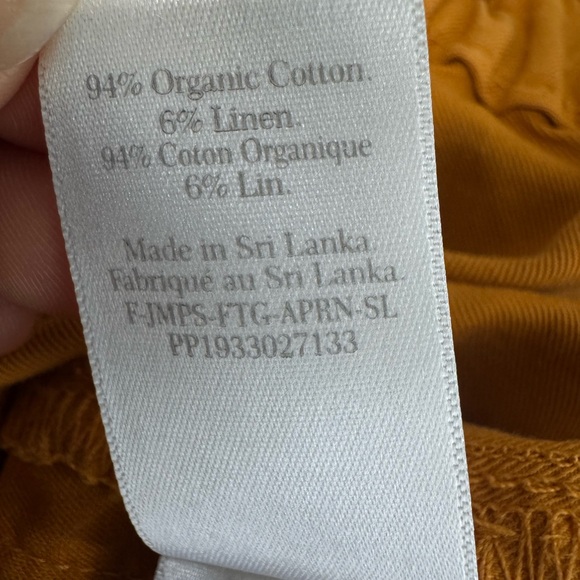 94% Organic Cotton.
6% Linen.
94% Coton Organique
6% Lin.
Made in Sri Lanka
Fabriqué au Sri Lanka.
F-JMPS-FTG-APRN-SL
PP1933027133